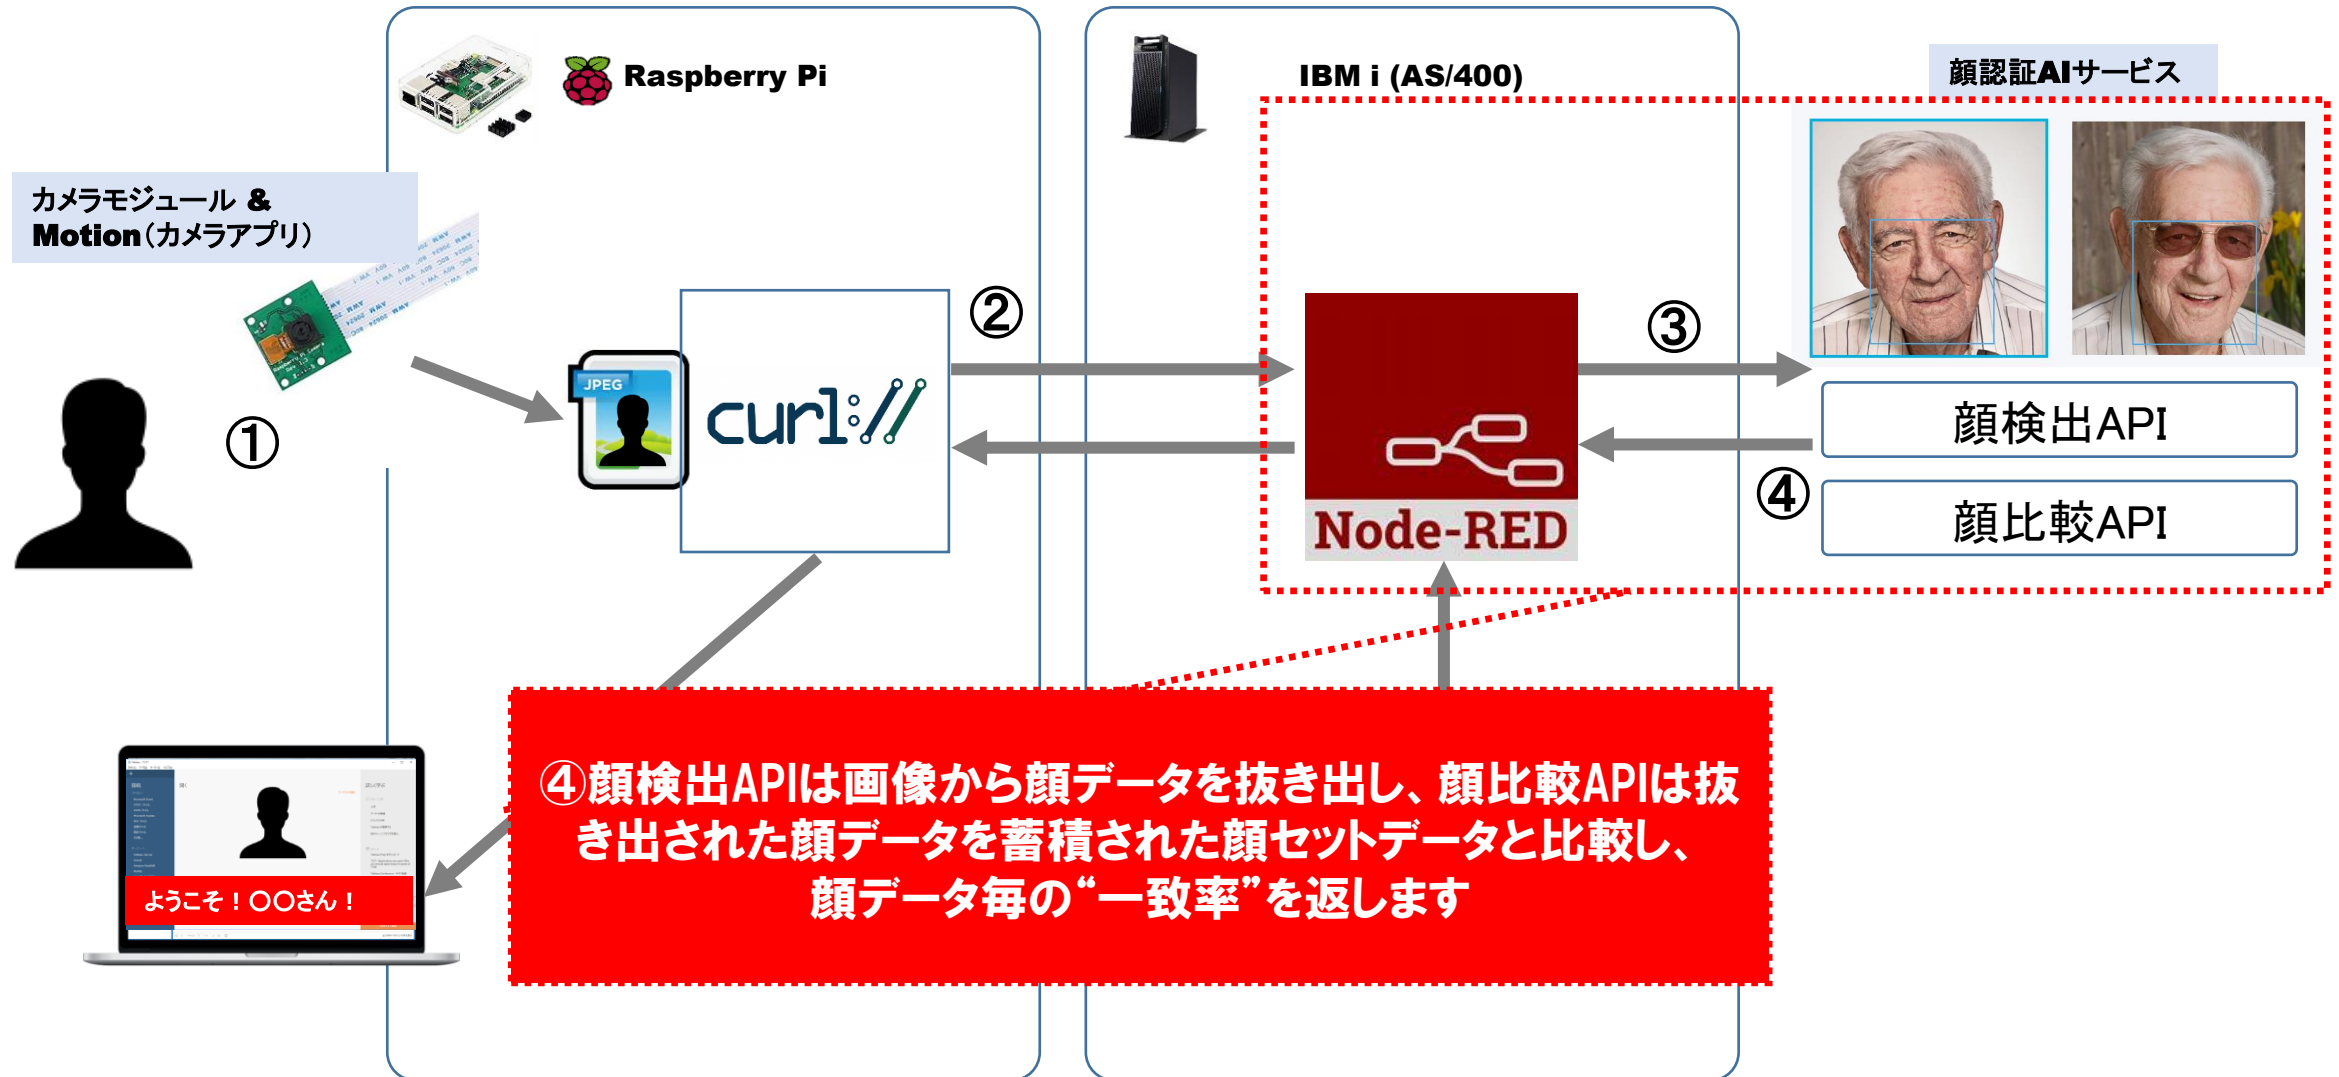 Raspberry Pi
IBM i (AS/400)
顔認証AIサービス
カメラモジュール &
Motion(カメラアプリ)
①
JPEG
curl://
②
③
④
顔検出API
顔比較API
Node-RED
④顔検出APIは画像から顔データを抜き出し、顔比較APIは抜
き出された顔データを蓄積された顔セットデータと比較し、
顔データ毎の“一致率”を返します
ようこそ！〇〇さん！